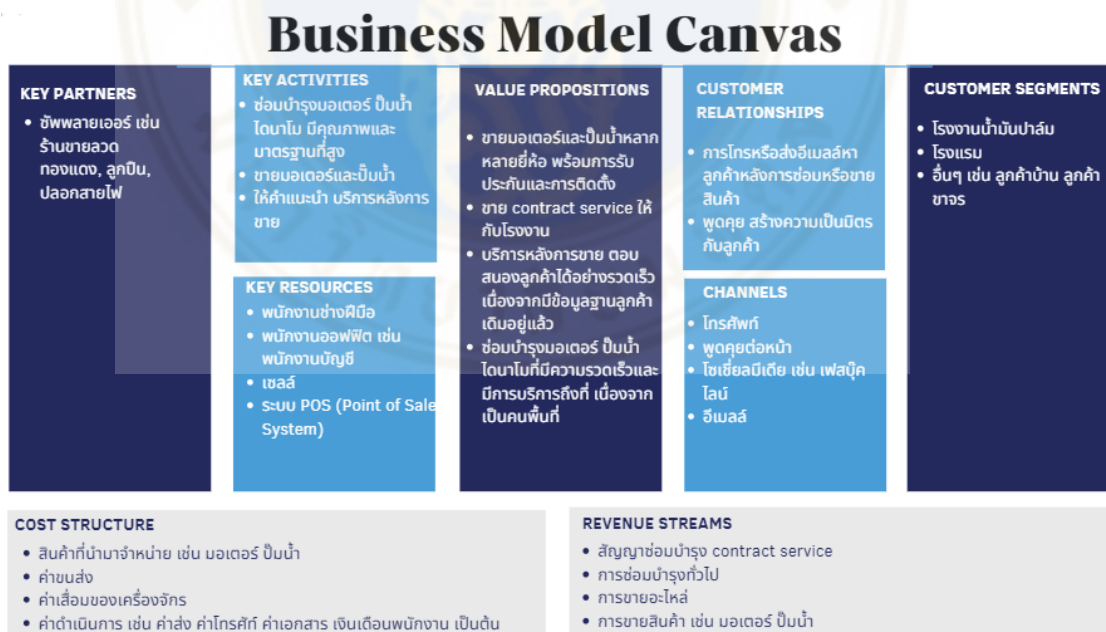 Business Model Canvas
KEY PARTNERS
• ซัพพลายเออร์ เช่น
ร้านขายลวด
ทองแดง, ลูกปืน,
ปลอกสายไฟ
KEY ACTIVITIES
• ซ่อมบำรุงมอเตอร์ ปั๊มน้ำ
ไดนาโม มีคุณภาพและ
มาตรฐานที่สูง
• ขายมอเตอร์และปั๊มน้ำ
• ให้คำแนะนำ บริการหลังการ
ขาย
KEY RESOURCES
• พนักงานช่างฝีมือ
• พนักงานออฟฟิต เช่น
พนักงานบัญชี
• เซลล์
• ระบบ POS (Point of Sale
System)
VALUE PROPOSITIONS
• ขายมอเตอร์และปั๊มน้ำหลาก
หลายยี่ห้อ พร้อมการรับ
ประกันและการติดตั้ง
• ขาย contract service ให้
กับโรงงาน
• บริการหลังการขาย ตอบ
สนองลูกค้าได้อย่างรวดเร็ว
เนื่องจากมีข้อมูลฐานลูกค้า
เดิมอยู่แล้ว
• ซ่อมบำรุงมอเตอร์ ปั๊มน้ำ
ไดนาโมที่มีความรวดเร็วและ
มีการบริการถึงที่ เนื่องจาก
เป็นคนพื้นที่
CUSTOMER
RELATIONSHIPS
• การโทรหรือส่งอีเมลล์หา
ลูกค้าหลังการซ่อมหรือขาย
สินค้า
• พูดคุย สร้างความเป็นมิตร
กับลูกค้า
CHANNELS
• โทรศัพท์
• พูดคุยต่อหน้า
• โซเชี่ยลมีเดีย เช่น เฟสบุ๊ค
ไลน์
• อีเมลล์
CUSTOMER SEGMENTS
• โรงงานน้ำมันปาล์ม
• โรงแรม
• อื่นๆ เช่น ลูกค้าบ้าน ลูกค้า
ขาจร
COST STRUCTURE
• สินค้าที่นำมาจำหน่าย เช่น มอเตอร์ ปั๊มน้ำ
• ค่าขนส่ง
• ค่าเสื่อมของเครื่องจักร
• ค่าดำเนินการ เช่น ค่าส่ง ค่าโทรศัท์ ค่าเอกสาร เงินเดือนพนักงาน เป็นต้น
REVENUE STREAMS
• สัญญาซ่อมบำรุง contract service
• การซ่อมบำรุงทั่วไป
• การขายอะไหล่
• การขายสินค้า เช่น มอเตอร์ ปั๊มน้ำ